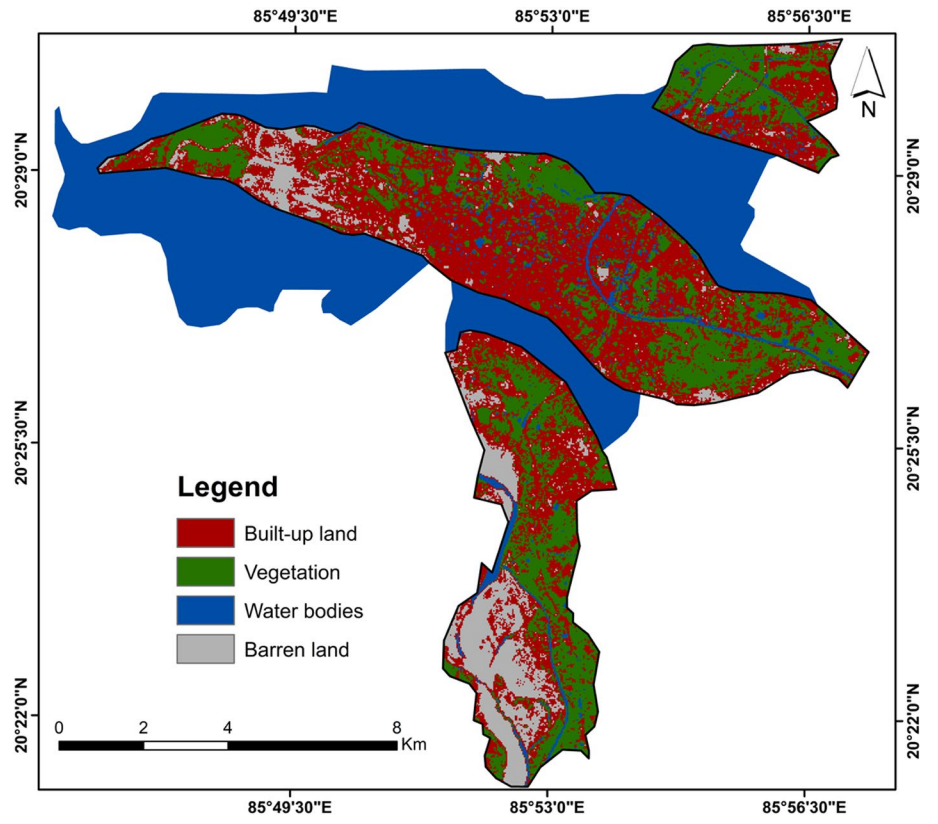 85°49'30"E 85°53'0"E 85°56'30"E
N
20°29'0"N 20°29'0"N
20°25'30"N 20°25'30"N
Legend
Built-up land
Vegetation
Water bodies
Barren land
20°22'0"N 20°22'0"N
0 2 4 8
Km
85°49'30"E 85°53'0"E 85°56'30"E